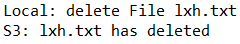 Local: delete File lxh.txt
S3: lxh.txt has deleted